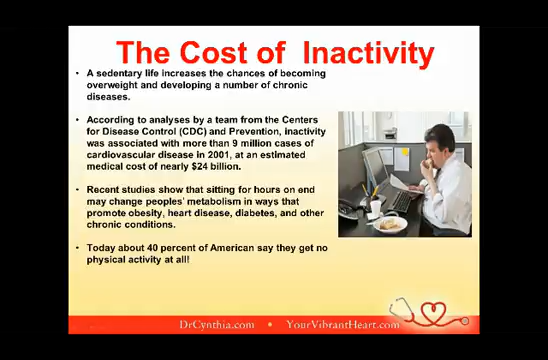 The Cost of Inactivity
• A sedentary life increases the chances of becoming
overweight and developing a number of chronic
diseases.
• According to analyses by a team from the Centers
for Disease Control (CDC) and Prevention, inactivity
was associated with more than 9 million cases of
cardiovascular disease in 2001, at an estimated
medical cost of nearly $24 billion.
• Recent studies show that sitting for hours on end
may change peoples' metabolism in ways that
promote obesity, heart disease, diabetes, and other
chronic conditions.
• Today about 40 percent of American say they get no
physical activity at all!
DrCynthia.com • YourVibrantHeart.com